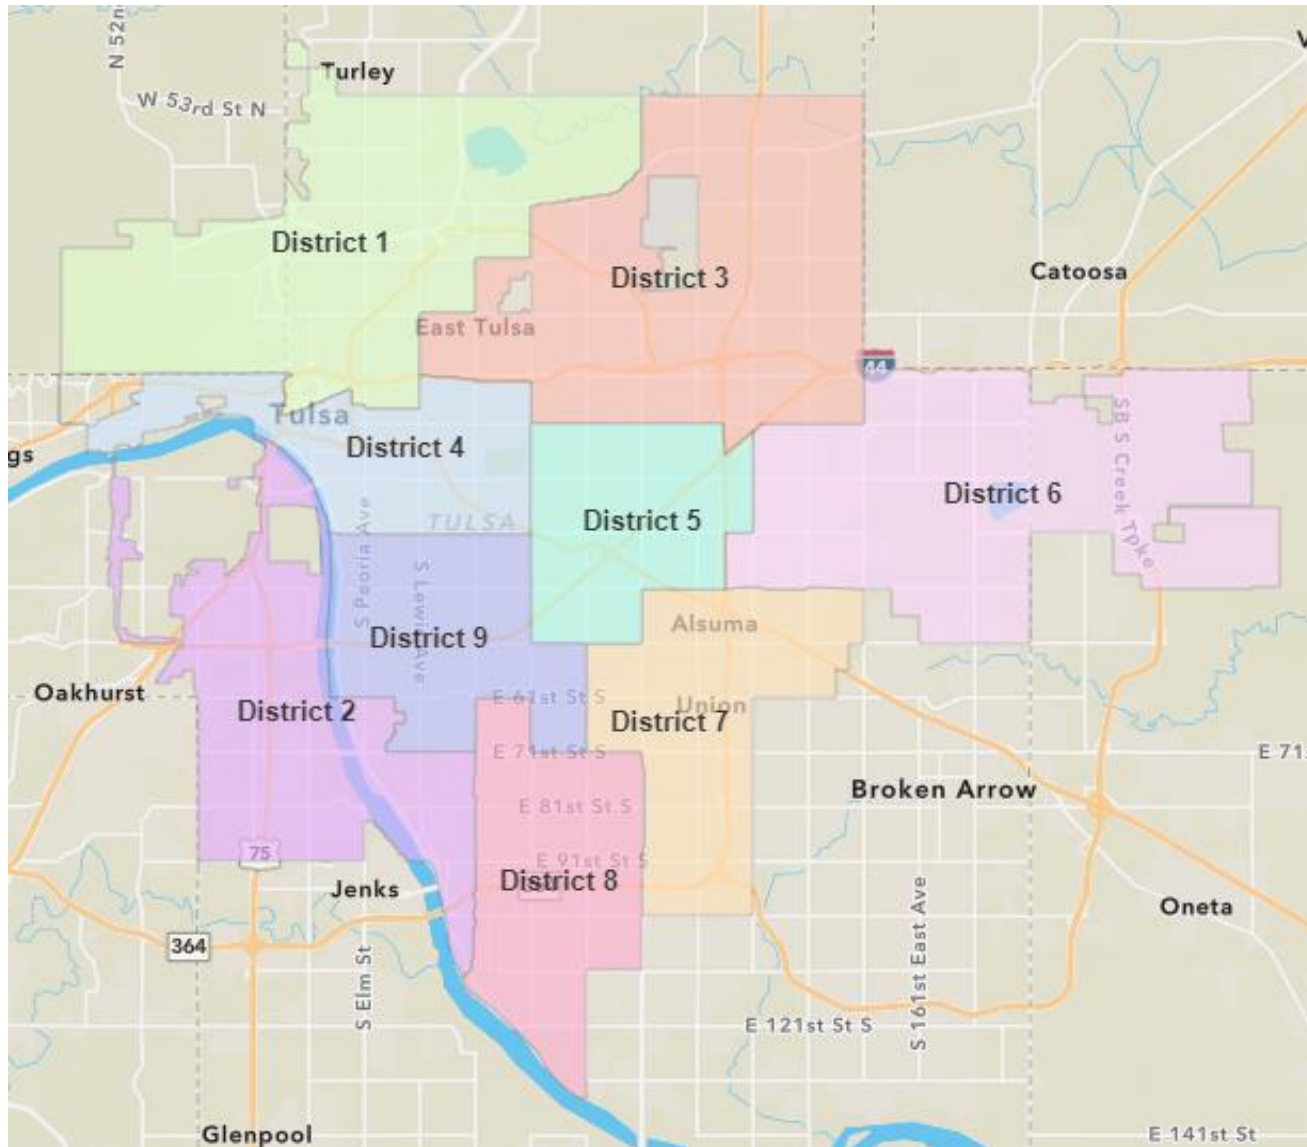 N 52n
Turley
W 53rd St N
V
District 1
Catoosa
District 3
East Tulsa
44
Tulsa
District 4
gs
SB S Creek Tpke
District 6
District 5
TULSA
S Peoria Ave
S Lewis Ave
Alsuma
District 9
Oakhurst
E 61st St S
Union
District 2
District 7
E 71st St S
E 71s
Broken Arrow
E 81st St S
75
E 91st St S
Jenks
District 8
Oneta
364
S Elm St
S 161st East Ave
E 121st St S
Glenpool
E 141st St